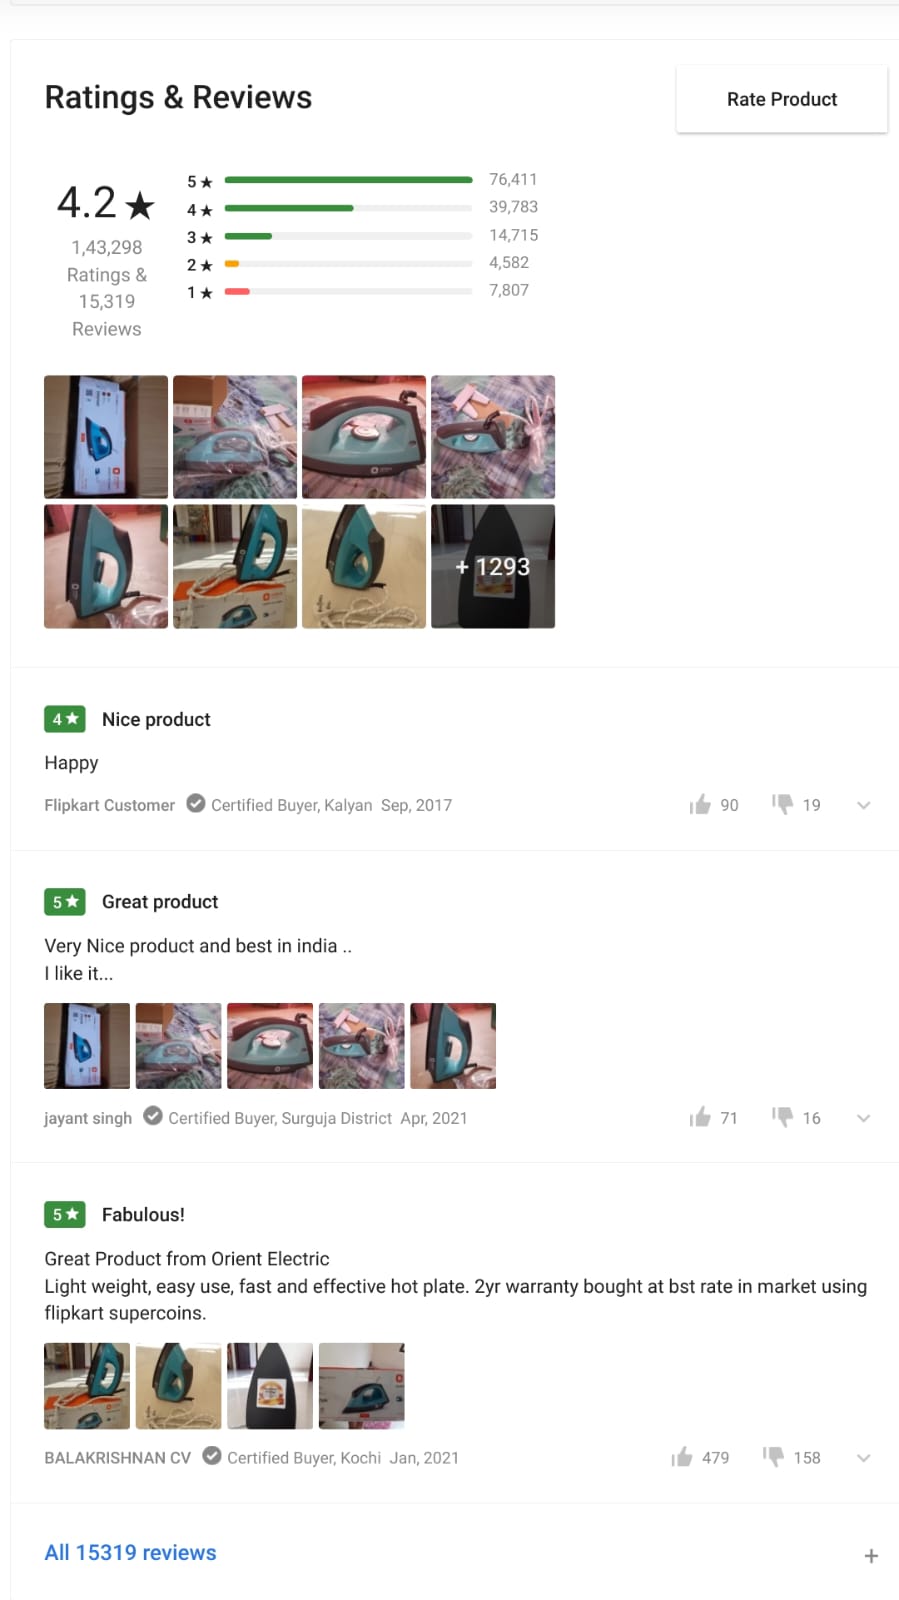 Ratings & Reviews
Rate Product
4.2★
1,43,298
Ratings &
15,319
Reviews
5★ 76,411
4★ 39,783
3★ 14,715
2★ 4,582
1★ 7,807
+ 1293
4★ Nice product
Happy
Flipkart Customer Certified Buyer, Kalyan Sep, 2017 90 19
5★ Great product
Very Nice product and best in india ..
I like it...
jayant singh Certified Buyer, Surguja District Apr, 2021 71 16
5★ Fabulous!
Great Product from Orient Electric
Light weight, easy use, fast and effective hot plate. 2yr warranty bought at bst rate in market using
flipkart supercoins.
BALAKRISHNAN CV Certified Buyer, Kochi Jan, 2021 479 158
All 15319 reviews +